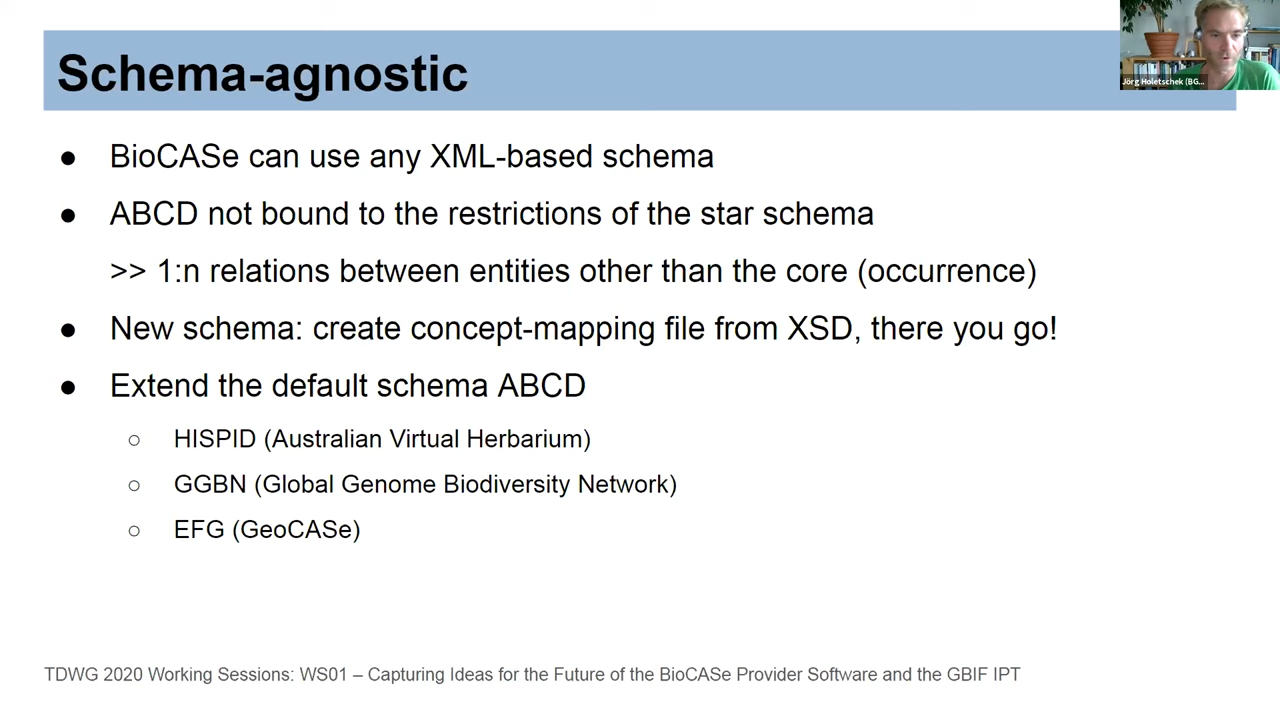 Schema-agnostic
Jörg Holetschek (BG...
● BioCASe can use any XML-based schema
● ABCD not bound to the restrictions of the star schema
>> 1:n relations between entities other than the core (occurrence)
● New schema: create concept-mapping file from XSD, there you go!
● Extend the default schema ABCD
○ HISPID (Australian Virtual Herbarium)
○ GGBN (Global Genome Biodiversity Network)
○ EFG (GeoCASe)
TDWG 2020 Working Sessions: WS01 – Capturing Ideas for the Future of the BioCASe Provider Software and the GBIF IPT